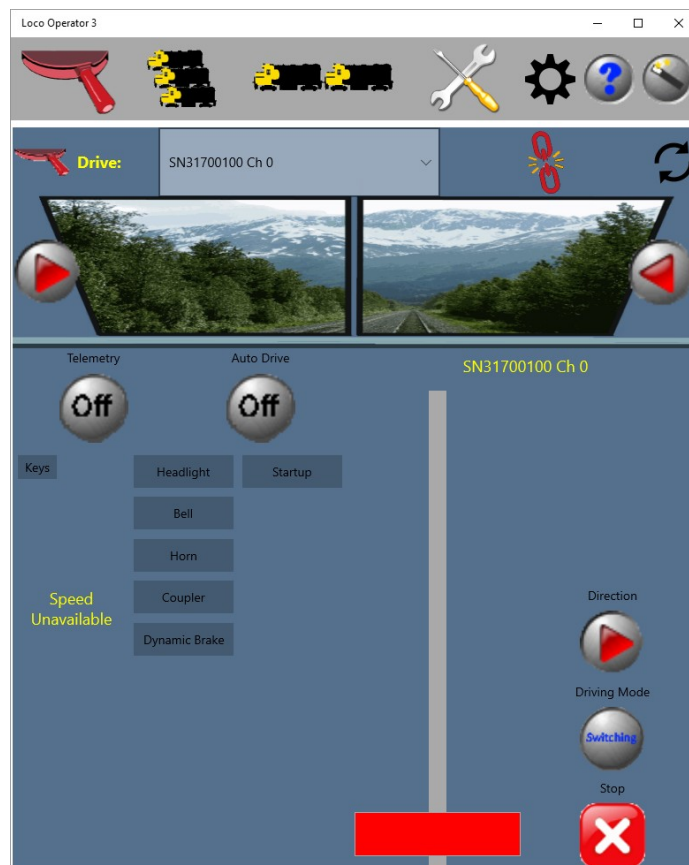 Loco Operator 3
Drive:
SN31700100 Ch 0
Telemetry
Auto Drive
SN31700100 Ch 0
Off
Off
Keys
Headlight
Startup
Bell
Horn
Coupler
Speed
Unavailable
Dynamic Brake
Direction
Driving Mode
Switching
Stop